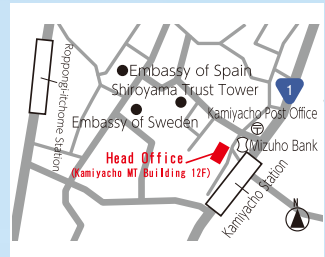 Roppongi-itchome Station
Embassy of Spain
Shiroyama Trust Tower
1
Kamiyacho Post Office
Embassy of Sweden
Mizuho Bank
Head Office
(Kamiyacho MT Building 12F)
Kamiyacho Station
N